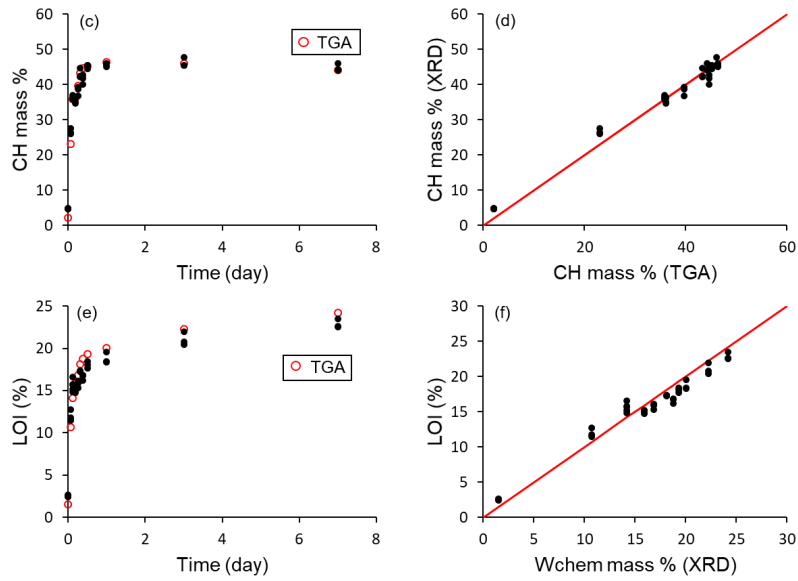 (c)
TGA
CH mass %
60
50
40
30
20
10
0
0 2 4 6 8
Time (day)
(d)
CH mass % (XRD)
60
50
40
30
20
10
0
0 20 40 60
CH mass % (TGA)
(e)
TGA
LOI (%)
25
20
15
10
5
0
0 2 4 6 8
Time (day)
(f)
LOI (%)
30
25
20
15
10
5
0
0 5 10 15 20 25 30
Wchem mass % (XRD)